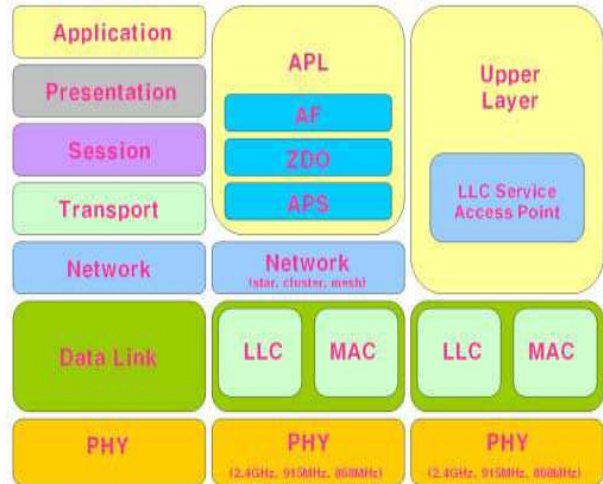 Application
Presentation
Session
Transport
Network
Data Link
PHY
APL
AF
ZDO
APS
Network
(star, cluster, mesh)
LLC
MAC
PHY
(2.4GHz, 915MHz, 868MHz)
Upper
Layer
LLC Service
Access Point
LLC
MAC
PHY
(2.4GHz, 915MHz, 868MHz)